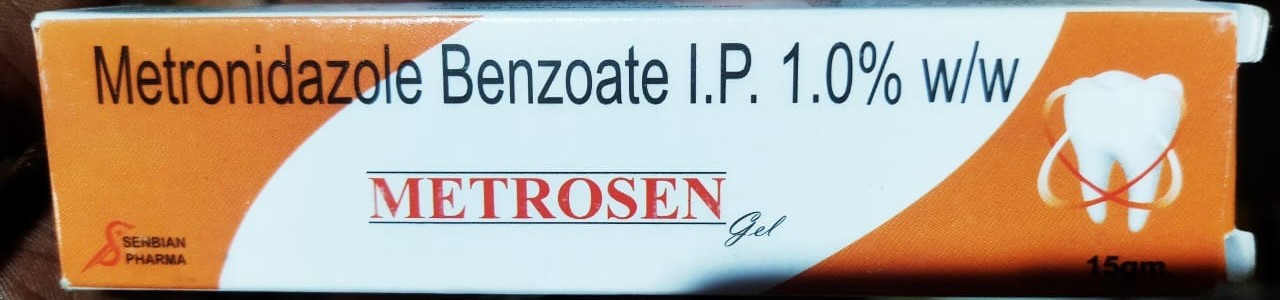 Metronidazole Benzoate I.P. 1.0% w/w
METROSEN
Gel
SENBIAN
PHARMA
15gm.